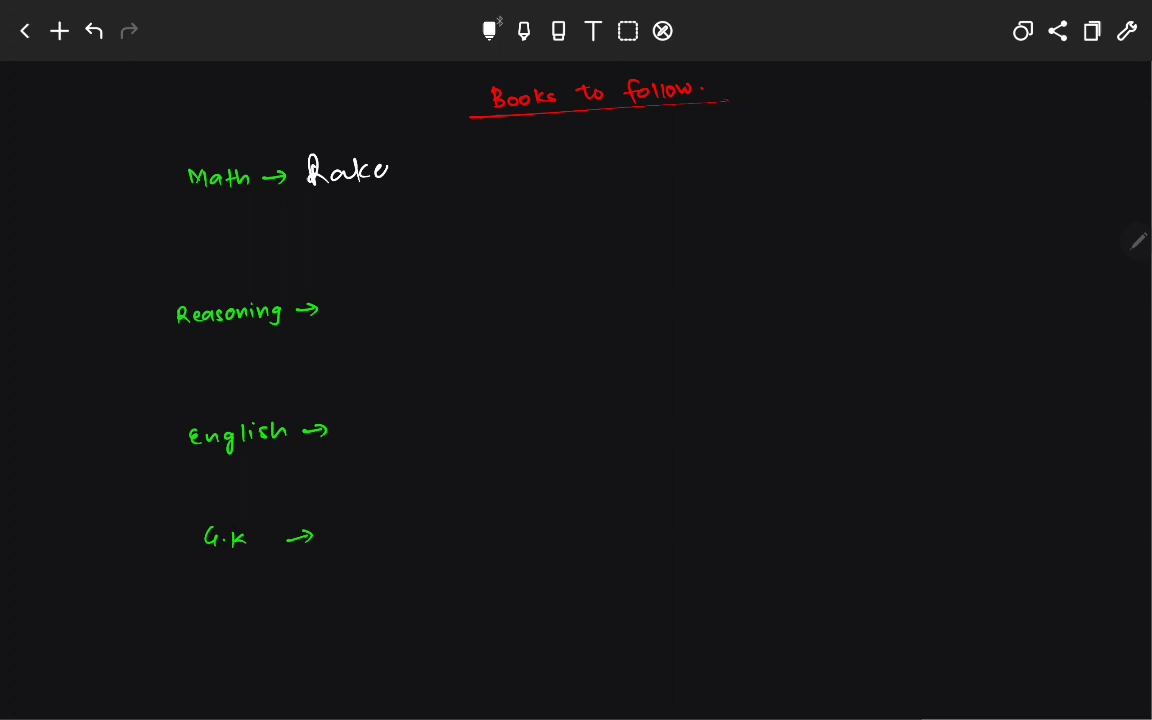 Books to follow.
Math → Rake
Reasoning →
English →
G.K →